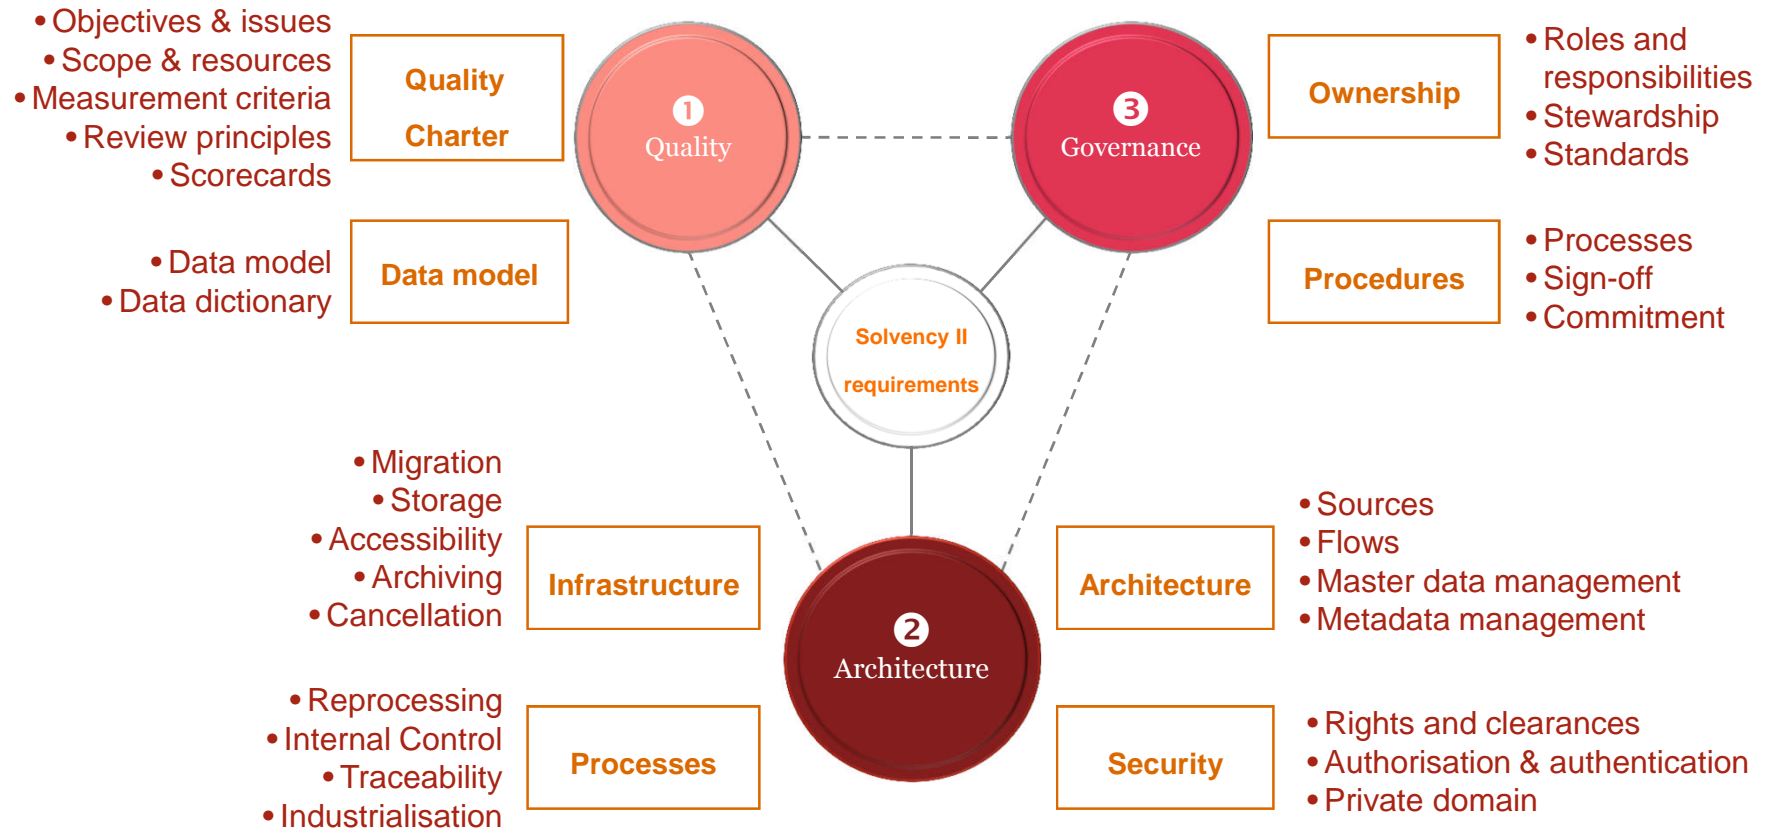 • Objectives & issues
• Scope & resources
• Measurement criteria
• Review principles
• Scorecards
Quality
Charter
• Data model
• Data dictionary
Data model
❶
Quality
❸
Governance
Ownership
• Roles and
responsibilities
• Stewardship
• Standards
Procedures
• Processes
• Sign-off
• Commitment
Solvency II
requirements
• Migration
• Storage
• Accessibility
• Archiving
• Cancellation
Infrastructure
• Reprocessing
• Internal Control
• Traceability
• Industrialisation
Processes
❷
Architecture
Architecture
• Sources
• Flows
• Master data management
• Metadata management
Security
• Rights and clearances
• Authorisation & authentication
• Private domain